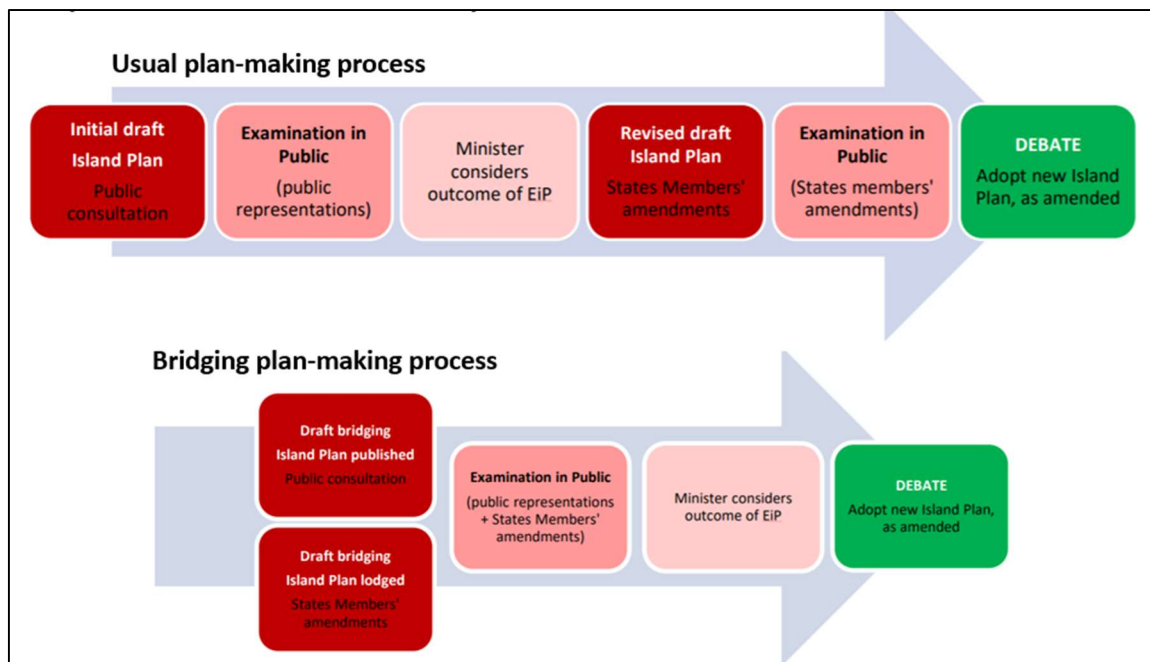 Usual plan-making process
Initial draft
Island Plan
Public
consultation
Examination in
Public
(public
representations)
Minister
considers
outcome of EiP
Revised draft
Island Plan
States Members'
amendments
Examination in
Public
(States members'
amendments)
DEBATE
Adopt new Island
Plan, as amended
Bridging plan-making process
Draft bridging
Island Plan published
Public consultation
Draft bridging
Island Plan lodged
States Members'
amendments
Examination in Public
(public representations
+ States Members'
amendments)
Minister considers
outcome of EiP
DEBATE
Adopt new Island Plan,
as amended